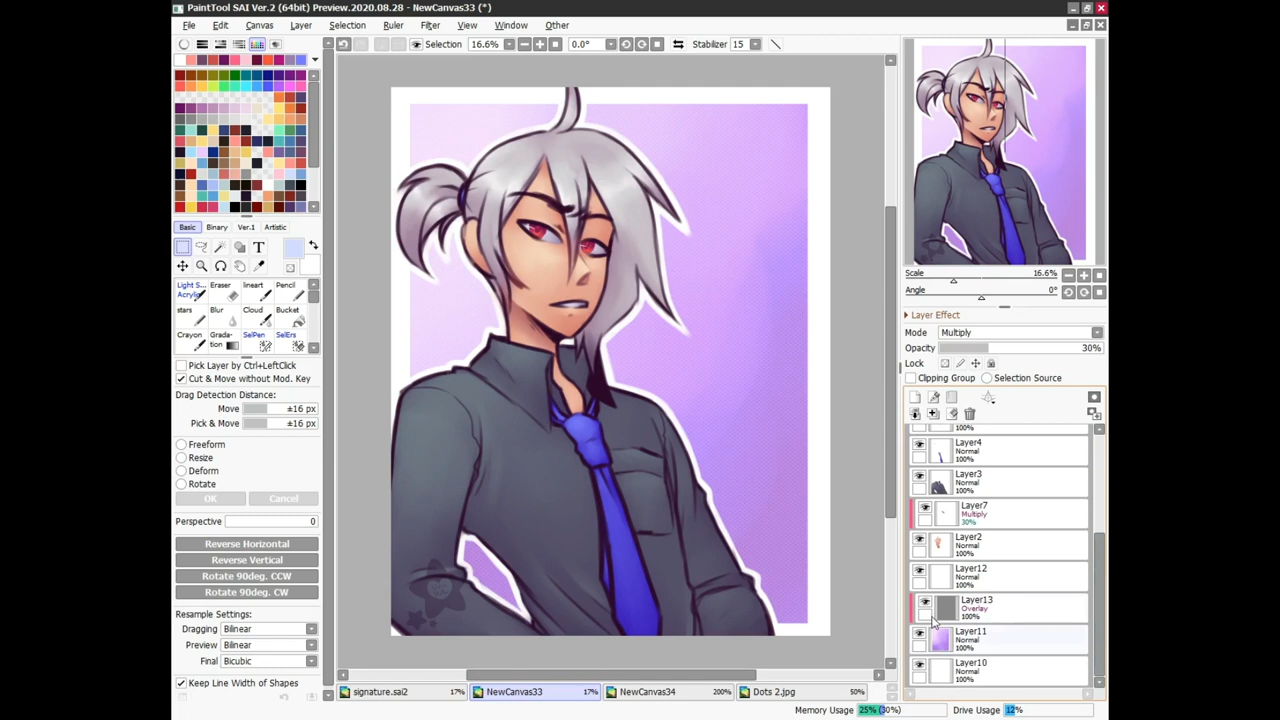 PaintTool SAI Ver.2 (64bit) Preview.2020.08.28 - NewCanvas33 (*)
File Edit Canvas Layer Selection Ruler Filter View Window Other
Selection 16.6% 0.0° Stabilizer 15
Basic Binary Ver.1 Artistic
T
Light S... Eraser lineart Pencil
Acrylic
stars Blur Cloud Bucket
Crayon Grada- SelPen SelErs
tion
Pick Layer by Ctrl+LeftClick
Cut & Move without Mod. Key
Drag Detection Distance:
Move ±16 px
Pick & Move ±16 px
Freeform
Resize
Deform
Rotate
OK Cancel
Perspective 0
Reverse Horizontal
Reverse Vertical
Rotate 90deg. CCW
Rotate 90deg. CW
Resample Settings:
Dragging Bilinear
Preview Bilinear
Final Bicubic
Keep Line Width of Shapes
Scale 16.6%
Angle 0°
Layer Effect
Mode Multiply
Opacity 30%
Lock
Clipping Group Selection Source
100%
Layer4
Normal
100%
Layer3
Normal
100%
Layer7
Multiply
30%
Layer2
Normal
100%
Layer12
Normal
100%
Layer13
Overlay
100%
Layer11
Normal
100%
Layer10
Normal
100%
signature.sai2 17% NewCanvas33 17% NewCanvas34 200% Dots 2.jpg 50%
Memory Usage 25% (30%) Drive Usage 12%